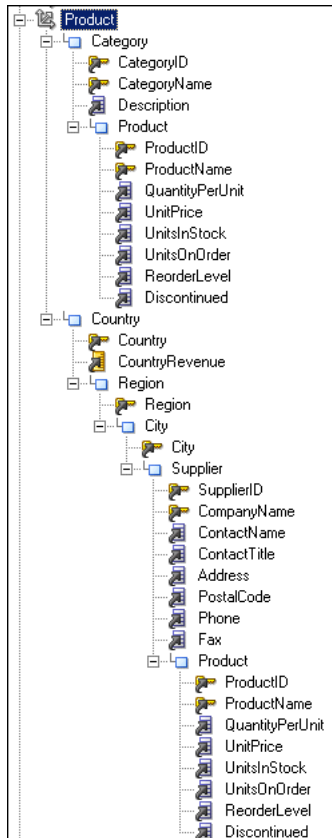 Product
Category
CategoryID
CategoryName
Description
Product
ProductID
ProductName
QuantityPerUnit
UnitPrice
UnitsInStock
UnitsOnOrder
ReorderLevel
Discontinued
Country
Country
CountryRevenue
Region
Region
City
City
Supplier
SupplierID
CompanyName
ContactName
ContactTitle
Address
PostalCode
Phone
Fax
Product
ProductID
ProductName
QuantityPerUnit
UnitPrice
UnitsInStock
UnitsOnOrder
ReorderLevel
Discontinued